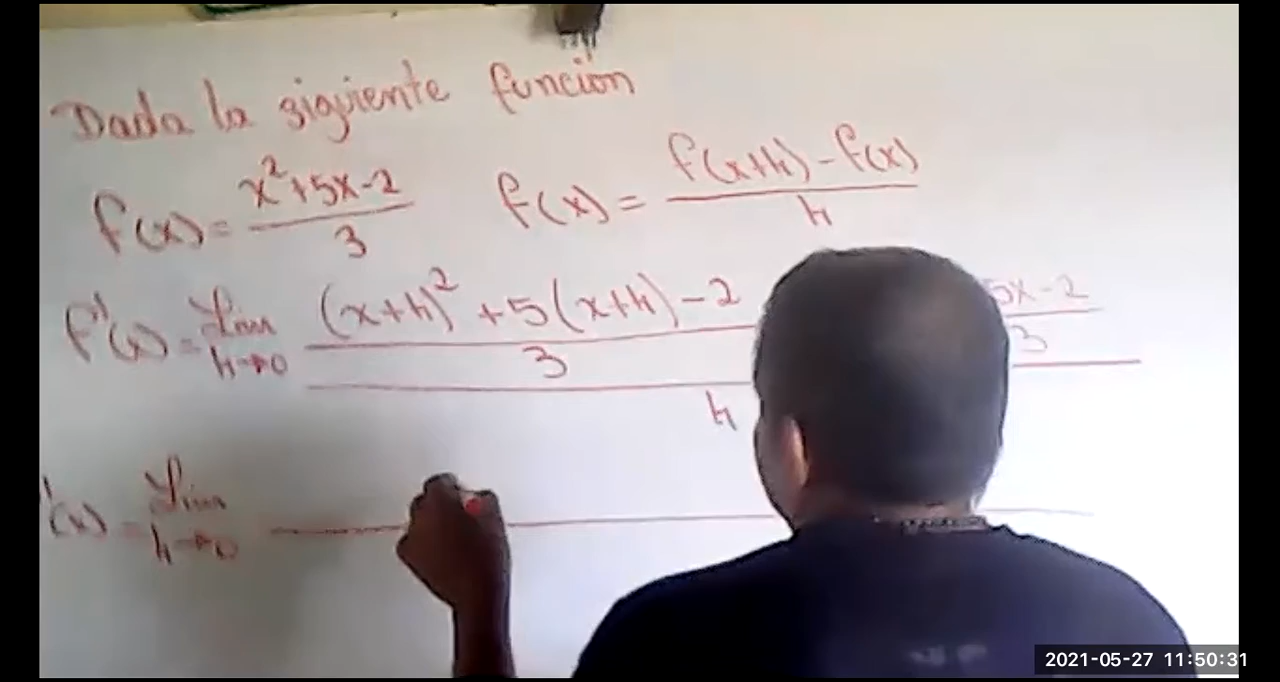 Dada la siguiente función
f(x) = x²+5x-2 / 3 f(x) = f(x+h) - f(x) / h
f'(x) = Lim h→0 (x+h)² + 5(x+h) - 2 / 3 5x-2 / 3
h
'(x) = Lim h→0
2021-05-27 11:50:31